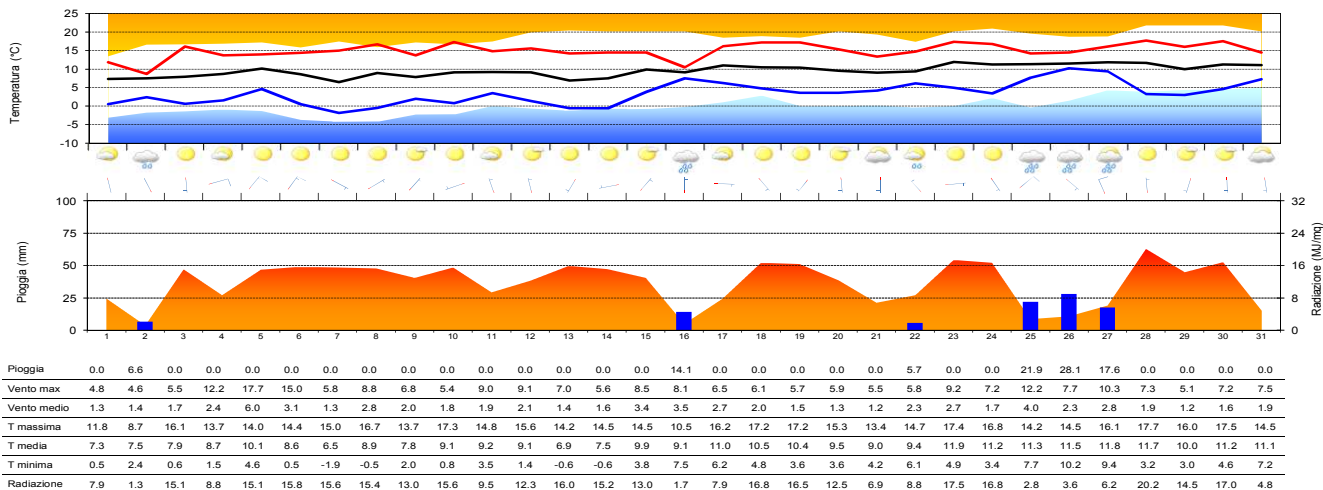 Temperatura (°C)
25
20
15
10
5
0
-5
-10
Pioggia (mm)
100
75
50
25
0
Radiazione (MJ/mq)
32
24
16
8
0
1 2 3 4 5 6 7 8 9 10 11 12 13 14 15 16 17 18 19 20 21 22 23 24 25 26 27 28 29 30 31
Pioggia 0.0 6.6 0.0 0.0 0.0 0.0 0.0 0.0 0.0 0.0 0.0 0.0 0.0 0.0 0.0 14.1 0.0 0.0 0.0 0.0 0.0 5.7 0.0 0.0 21.9 28.1 17.6 0.0 0.0 0.0 0.0
Vento max 4.8 4.6 5.5 12.2 17.7 15.0 5.8 8.8 6.8 5.4 9.0 9.1 7.0 5.6 8.5 8.1 6.5 6.1 5.7 5.9 5.5 5.8 9.2 7.2 12.2 7.7 10.3 7.3 5.1 7.2 7.5
Vento medio 1.3 1.4 1.7 2.4 6.0 3.1 1.3 2.8 2.0 1.8 1.9 2.1 1.4 1.6 3.4 3.5 2.7 2.0 1.5 1.3 1.2 2.3 2.7 1.7 4.0 2.3 2.8 1.9 1.2 1.6 1.9
T massima 11.8 8.7 16.1 13.7 14.0 14.4 15.0 16.7 13.7 17.3 14.8 15.6 14.2 14.5 14.5 10.5 16.2 17.2 17.2 15.3 13.4 14.7 17.4 16.8 14.2 14.5 16.1 17.7 16.0 17.5 14.5
T media 7.3 7.5 7.9 8.7 10.1 8.6 6.5 8.9 7.8 9.1 9.2 9.1 6.9 7.5 9.9 9.1 11.0 10.5 10.4 9.5 9.0 9.4 11.9 11.2 11.3 11.5 11.8 11.7 10.0 11.2 11.1
T minima 0.5 2.4 0.6 1.5 4.6 0.5 -1.9 -0.5 2.0 0.8 3.5 1.4 -0.6 -0.6 3.8 7.5 6.2 4.8 3.6 3.6 4.2 6.1 4.9 3.4 7.7 10.2 9.4 3.2 3.0 4.6 7.2
Radiazione 7.9 1.3 15.1 8.8 15.1 15.8 15.6 15.4 13.0 15.6 9.5 12.3 16.0 15.2 13.0 1.7 7.9 16.8 16.5 12.5 6.9 8.8 17.5 16.8 2.8 3.6 6.2 20.2 14.5 17.0 4.8